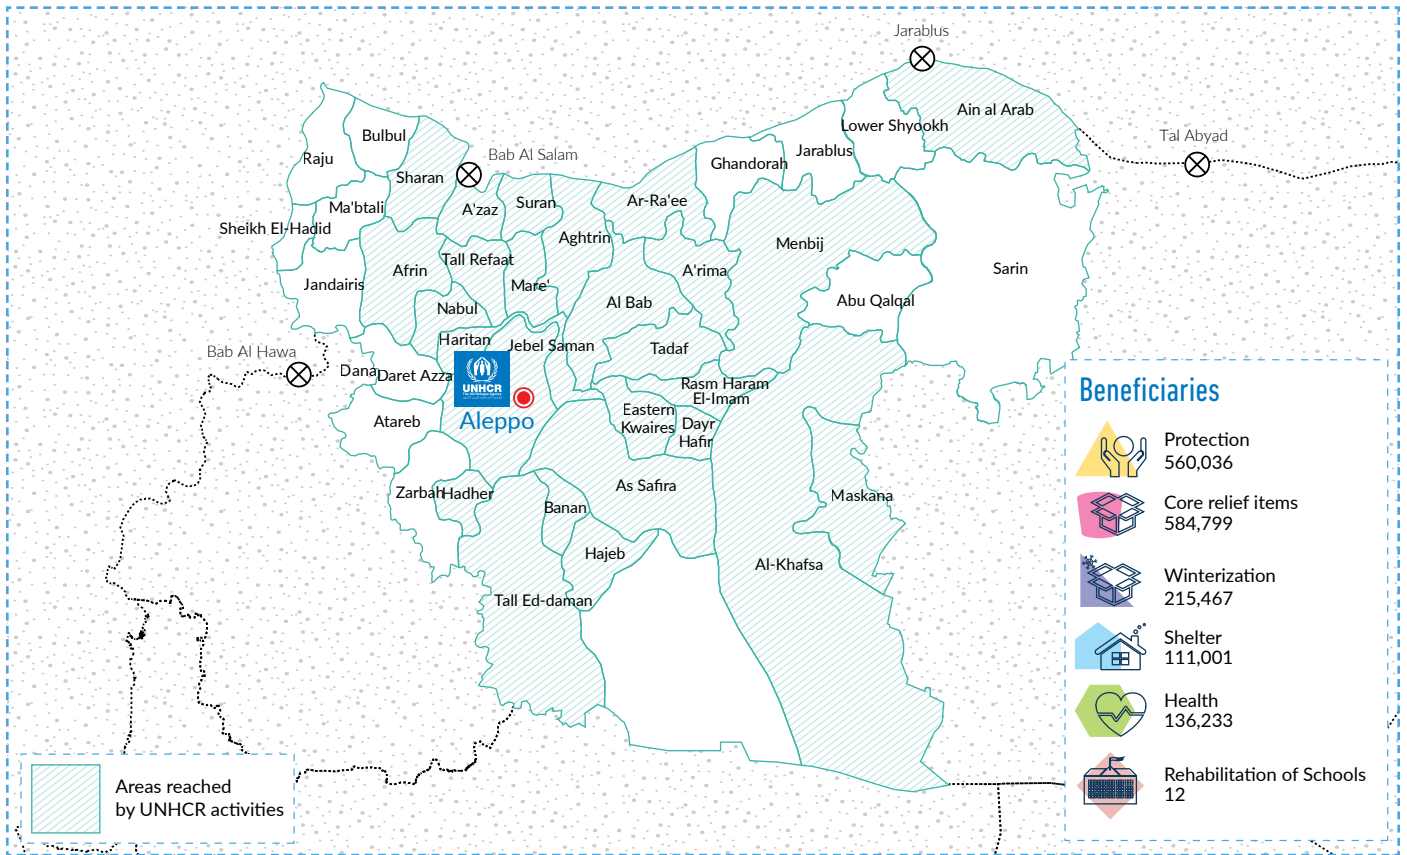 Jarablus
Ain al Arab
Lower Shyookh
Tal Abyad
Bulbul
Jarablus
Raju
Bab Al Salam
Ghandorah
Sharan
Ma'btali
A'zaz
Suran
Ar-Ra'ee
Sheikh El-Hadid
Aghtrin
Menbij
Tall Refaat
Afrin
A'rima
Sarin
Jandairis
Mare'
Nabul
Al Bab
Abu Qalqal
Haritan
Jebel Saman
Tadaf
Bab Al Hawa
Dana
Daret Azza
UNHCR
The UN Refugee Agency
Rasm Haram
El-Imam
Eastern
Kwaires
Dayr
Hafir
Atareb
Aleppo
As Safira
Zarbah
Hadher
Maskana
Banan
Hajeb
Al-Khafsa
Tall Ed-daman
Beneficiaries
Protection
560,036
Core relief items
584,799
Winterization
215,467
Shelter
111,001
Health
136,233
Rehabilitation of Schools
12
Areas reached
by UNHCR activities